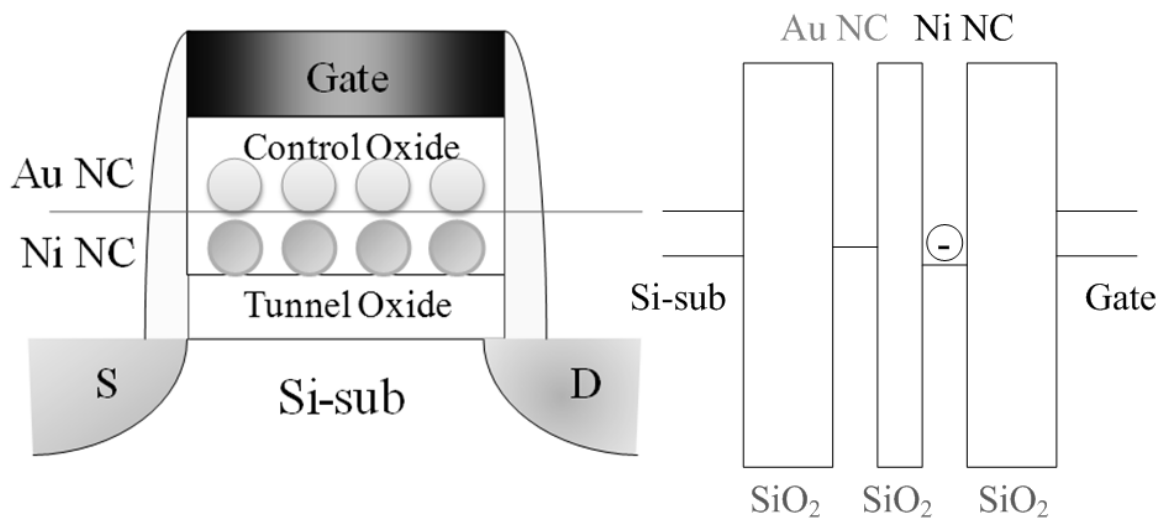 Gate
Control Oxide
Au NC
Ni NC
Tunnel Oxide
S
Si-sub
D
Au NC Ni NC
-
Si-sub
Gate
SiO₂ SiO₂ SiO₂